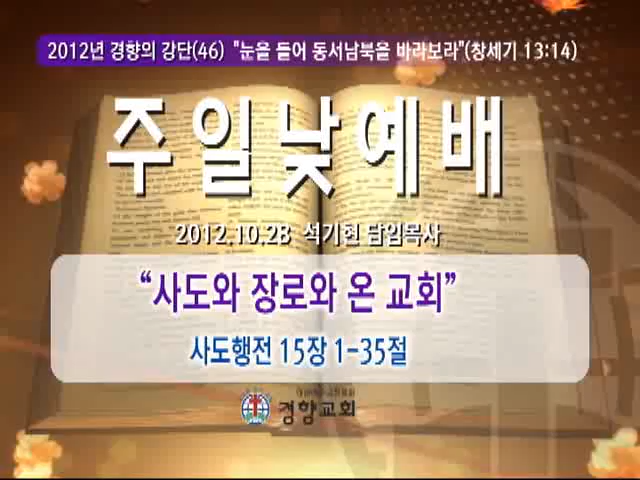 2012년 경향의 강단(46) "눈을 들어 동서남북을 바라보라"(창세기 13:14)
주일낮예배
2012.10.28 석기현 담임목사
“사도와 장로와 온 교회”
사도행전 15장 1-35절
경향교회